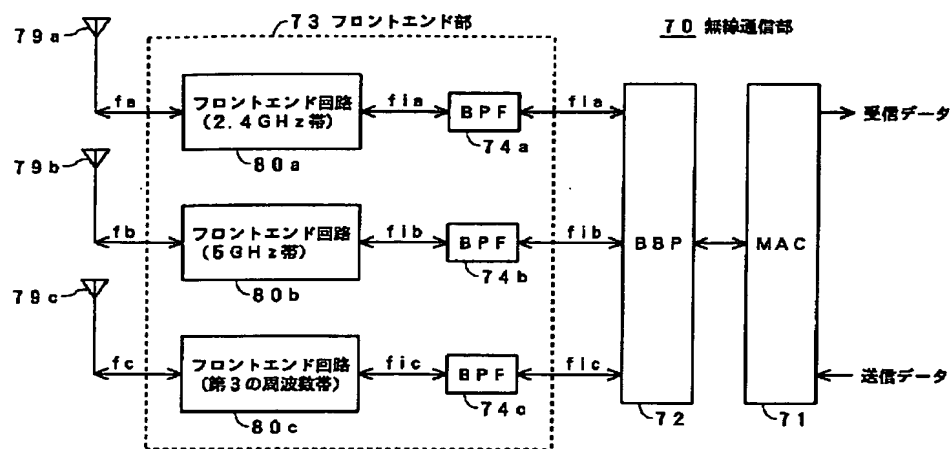 73 フロントエンド部
70 無線通信部
79a
fa
フロントエンド回路
(2.4GHz帯)
80a
fia
BPF
74a
fia
受信データ
79b
fb
フロントエンド回路
(5GHz帯)
80b
fib
BPF
74b
fib
BBP
72
MAC
71
79c
fc
フロントエンド回路
(第3の周波数帯)
80c
fic
BPF
74c
fic
送信データ